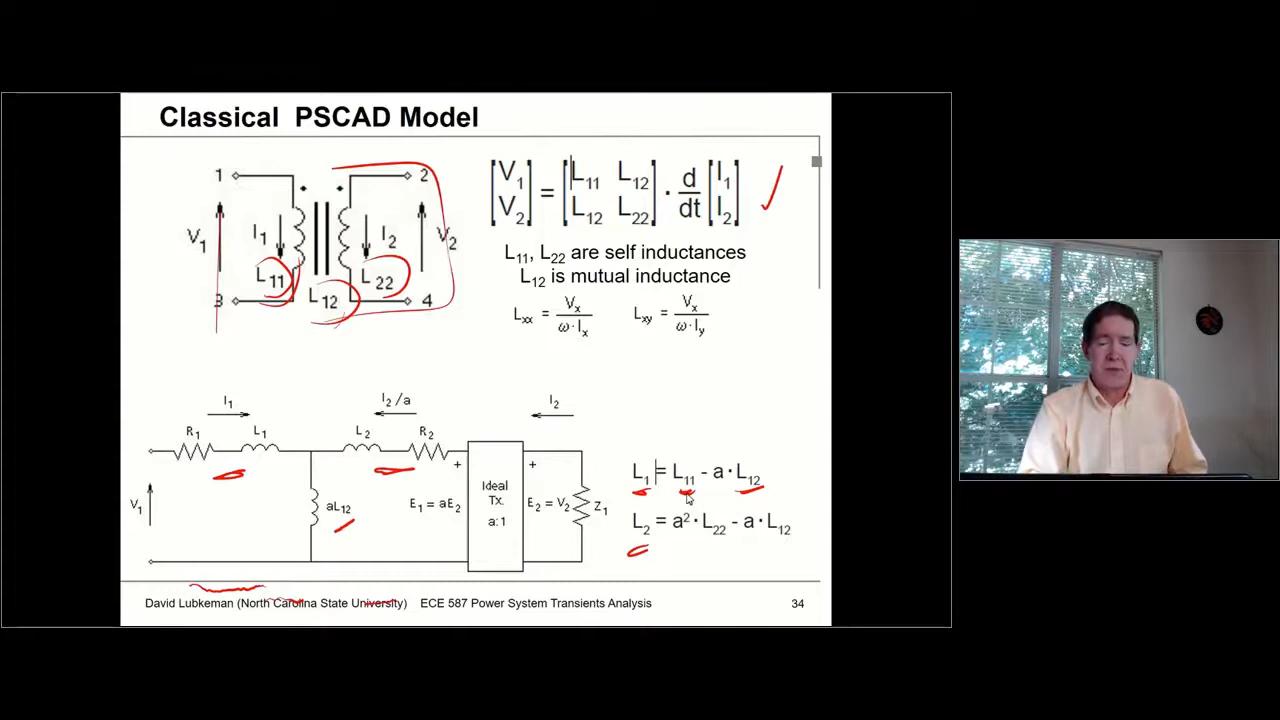 Classical PSCAD Model
1
2
V1
I1
I2
V2
L11
L12
L22
3
4
[V1 V2] = [L11 L12 L12 L22] · d/dt [I1 I2]
L11, L22 are self inductances
L12 is mutual inductance
Lxx = Vx / ω·Ix
Lxy = Vx / ω·Iy
I1
I2/a
I2
R1
L1
L2
R2
V1
aL12
+
E1 = aE2
Ideal
Tx.
a:1
+
E2 = V2
Z1
L1 = L11 - a·L12
L2 = a²·L22 - a·L12
David Lubkeman (North Carolina State University) ECE 587 Power System Transients Analysis 34